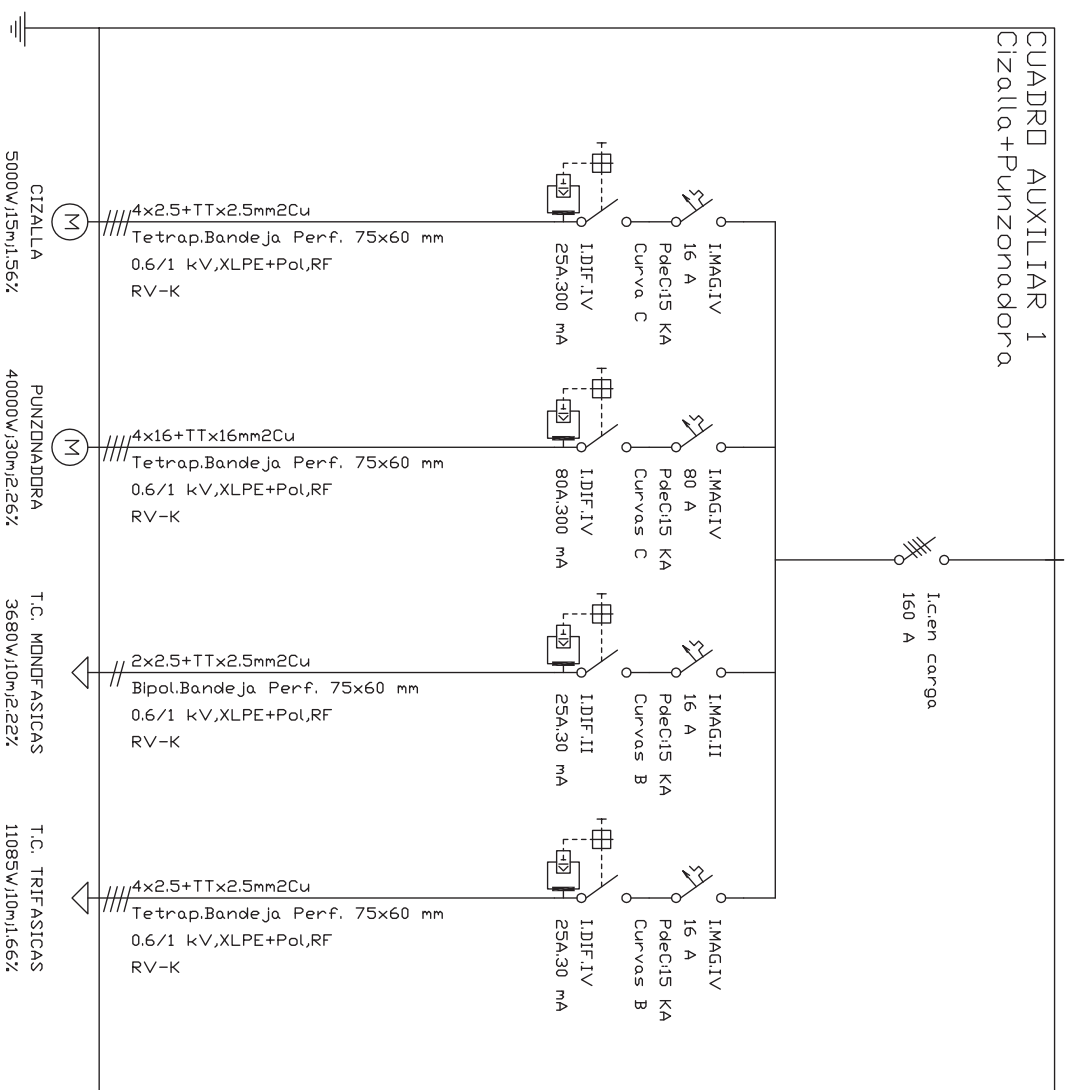 CUADRO AUXILIAR 1
Cizalla+Punzonadora
I.c.en carga
160 A
I.MAG.IV
16 A
PdeC:15 KA
Curva C
I.DIF.IV
25A.300 mA
4x2.5+TTx2.5mm2Cu
Tetrap.Bandeja Perf. 75x60 mm
0.6/1 kV,XLPE+Pol,RF
RV-K
M
CIZALLA
5000W;15m;1.56%
I.MAG.IV
80 A
PdeC:15 KA
Curvas C
I.DIF.IV
80A.300 mA
4x16+TTx16mm2Cu
Tetrap.Bandeja Perf. 75x60 mm
0.6/1 kV,XLPE+Pol,RF
RV-K
M
PUNZONADORA
40000W;30m;2.26%
I.MAG.II
16 A
PdeC:15 KA
Curvas B
I.DIF.II
25A.30 mA
2x2.5+TTx2.5mm2Cu
Bipol.Bandeja Perf. 75x60 mm
0.6/1 kV,XLPE+Pol,RF
RV-K
T.C. MONOFASICAS
3680W;10m;2.22%
I.MAG.IV
16 A
PdeC:15 KA
Curvas B
I.DIF.IV
25A.30 mA
4x2.5+TTx2.5mm2Cu
Tetrap.Bandeja Perf. 75x60 mm
0.6/1 kV,XLPE+Pol,RF
RV-K
T.C. TRIFASICAS
11085W;10m;1.66%